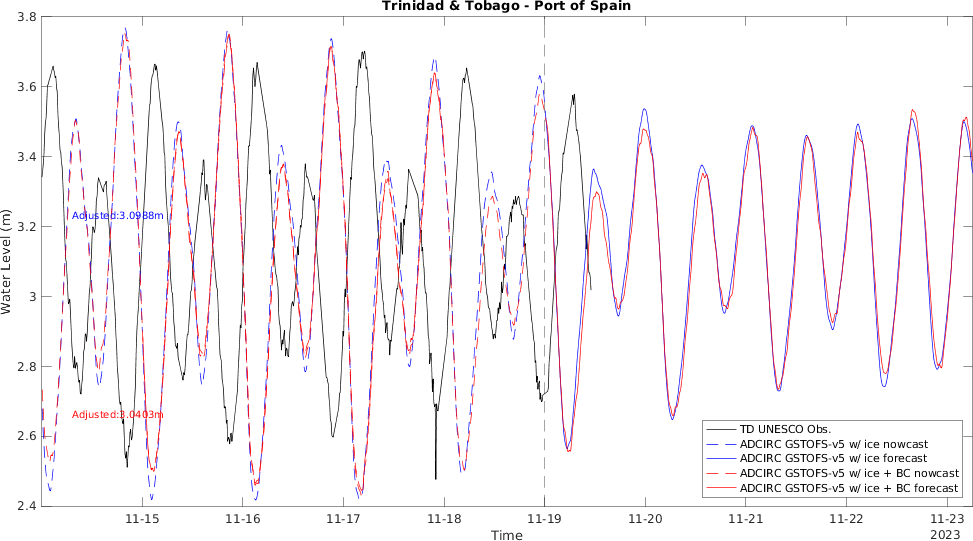 Trinidad & Tobago - Port of Spain
3.8
3.6
3.4
3.2
3
2.8
2.6
2.4
Water Level (m)
Adjusted:3.0988m
Adjusted:3.0403m
TD UNESCO Obs.
ADCIRC GSTOFS-v5 w/ ice nowcast
ADCIRC GSTOFS-v5 w/ ice forecast
ADCIRC GSTOFS-v5 w/ ice + BC nowcast
ADCIRC GSTOFS-v5 w/ ice + BC forecast
11-15 11-16 11-17 11-18 11-19 11-20 11-21 11-22 11-23
2023
Time